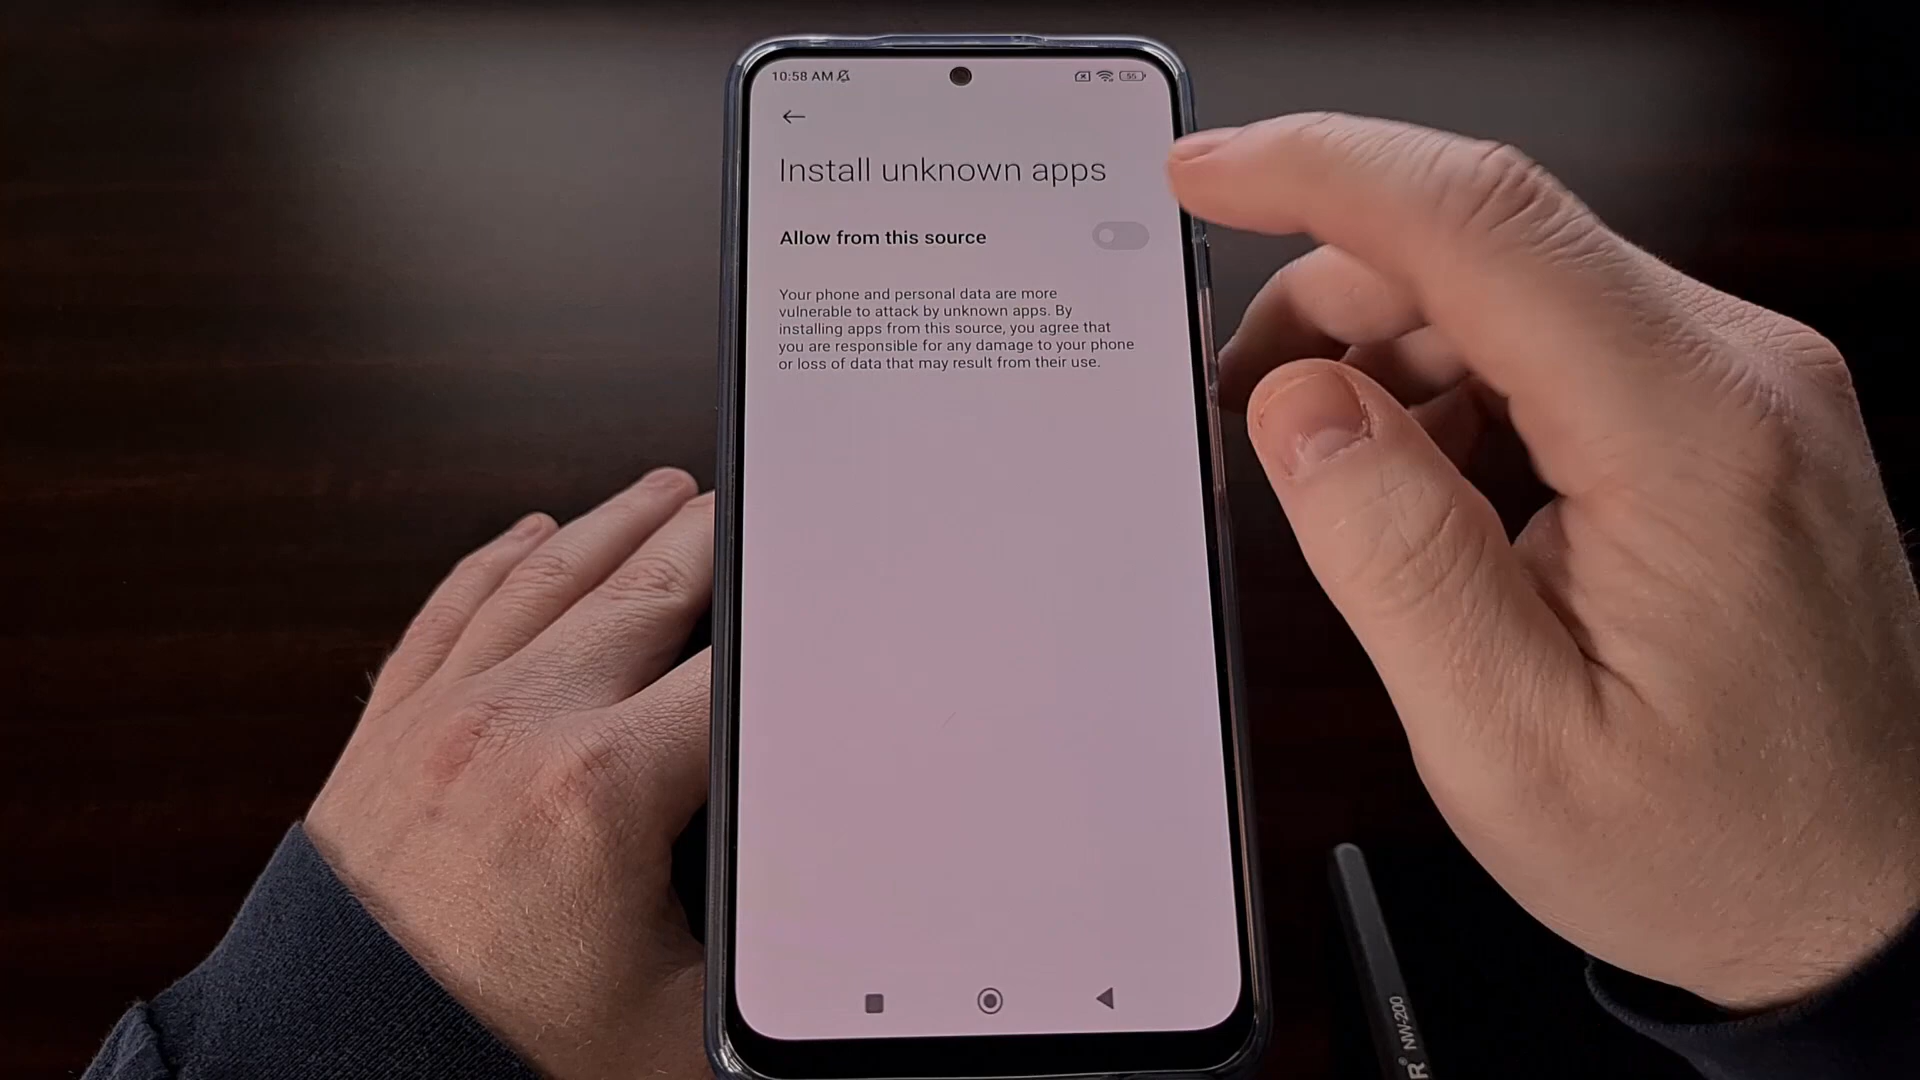 10:58 AM
55
Install unknown apps
Allow from this source
Your phone and personal data are more
vulnerable to attack by unknown apps. By
installing apps from this source, you agree that
you are responsible for any damage to your phone
or loss of data that may result from their use.
R® NW-200